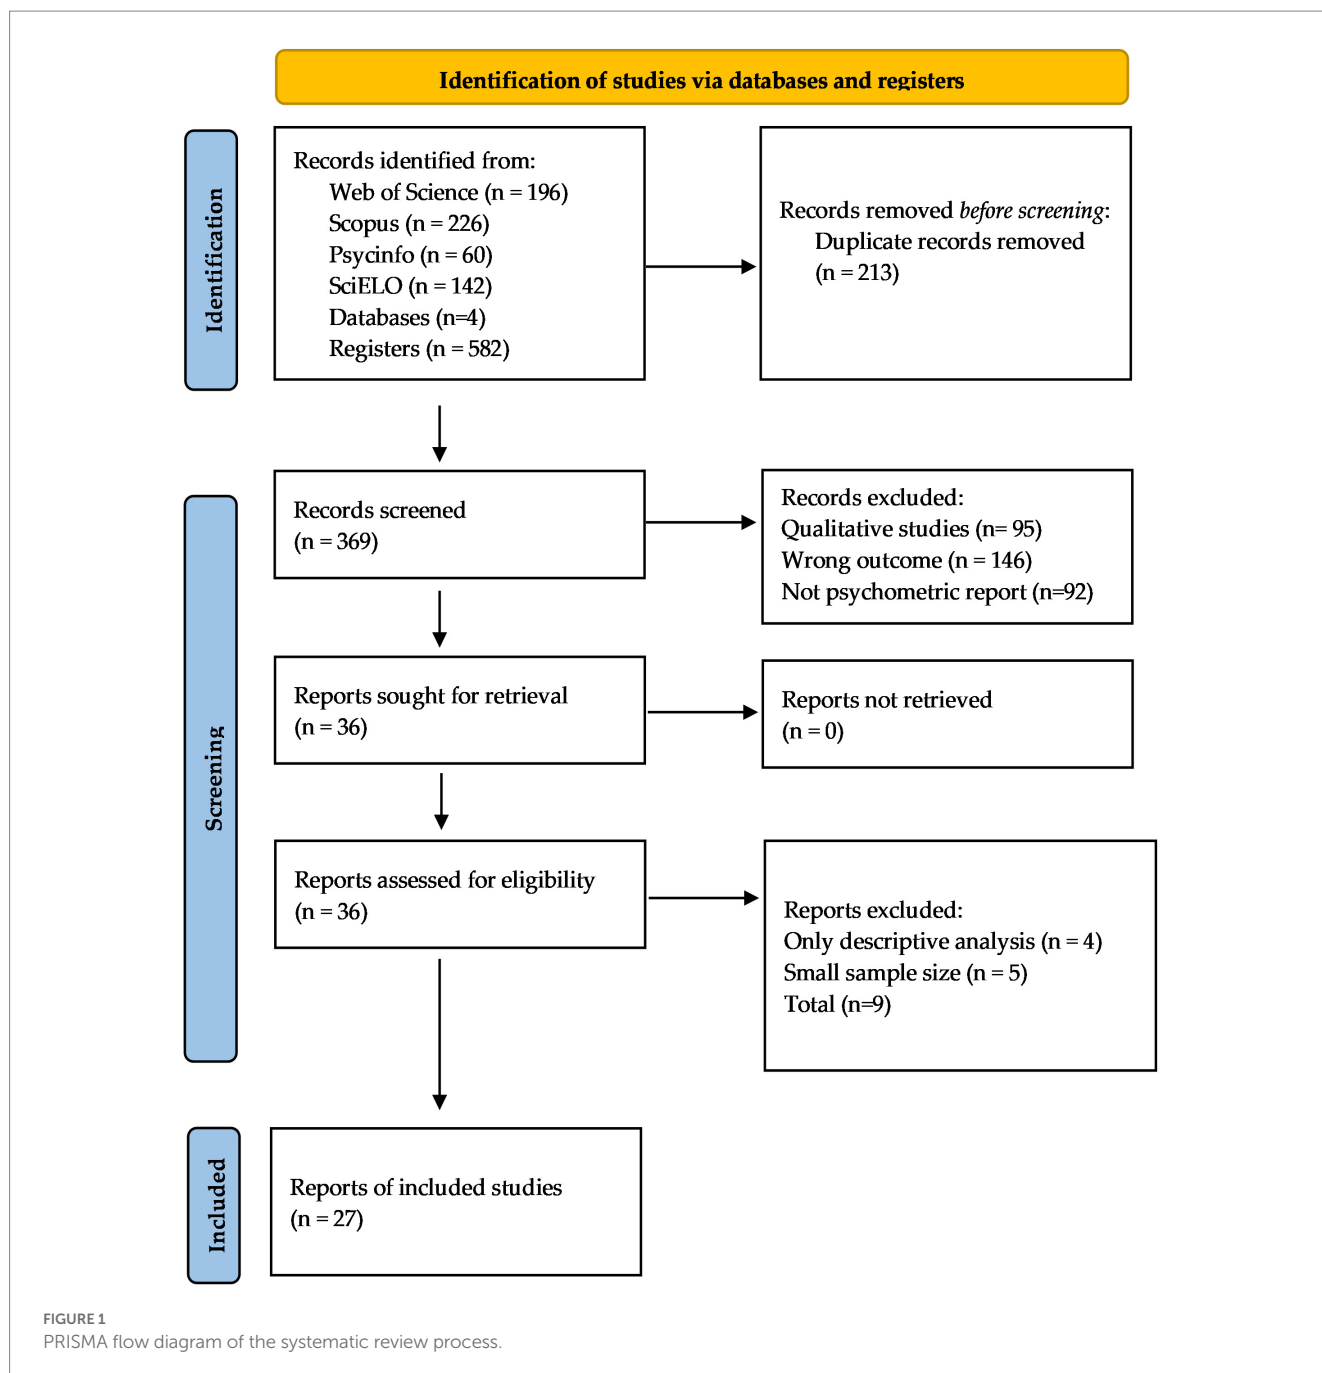 Identification of studies via databases and registers
Identification
Records identified from:
Web of Science (n = 196)
Scopus (n = 226)
Psycinfo (n = 60)
SciELO (n = 142)
Databases (n=4)
Registers (n = 582)
Records removed before screening:
Duplicate records removed
(n = 213)
Screening
Records screened
(n = 369)
Records excluded:
Qualitative studies (n= 95)
Wrong outcome (n = 146)
Not psychometric report (n=92)
Reports sought for retrieval
(n = 36)
Reports not retrieved
(n = 0)
Reports assessed for eligibility
(n = 36)
Reports excluded:
Only descriptive analysis (n = 4)
Small sample size (n = 5)
Total (n=9)
Included
Reports of included studies
(n = 27)
FIGURE 1
PRISMA flow diagram of the systematic review process.